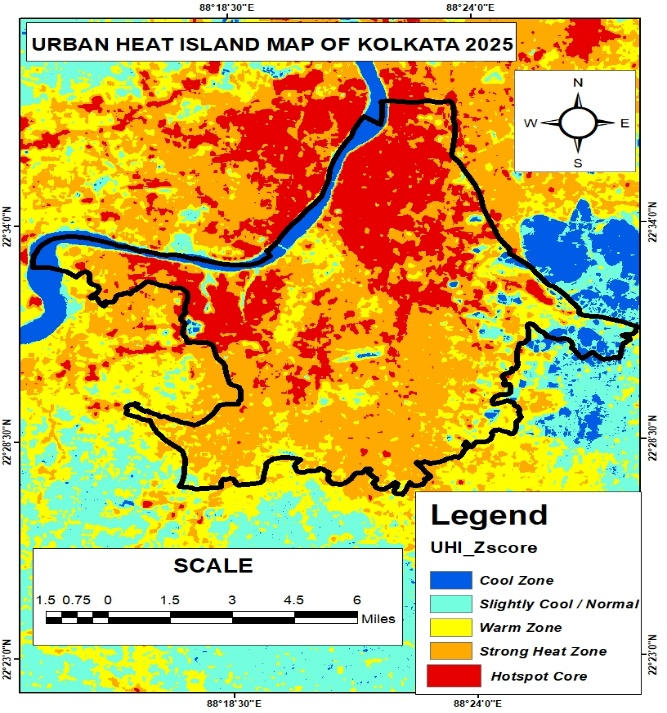 88°18'30"E 88°24'0"E
URBAN HEAT ISLAND MAP OF KOLKATA 2025
N
W E
S
22°34'0"N 22°34'0"N
22°28'30"N 22°28'30"N
Legend
UHI_Zscore
Cool Zone
Slightly Cool / Normal
Warm Zone
Strong Heat Zone
Hotspot Core
SCALE
1.5 0.75 0 1.5 3 4.5 6
Miles
22°23'0"N 22°23'0"N
88°18'30"E 88°24'0"E